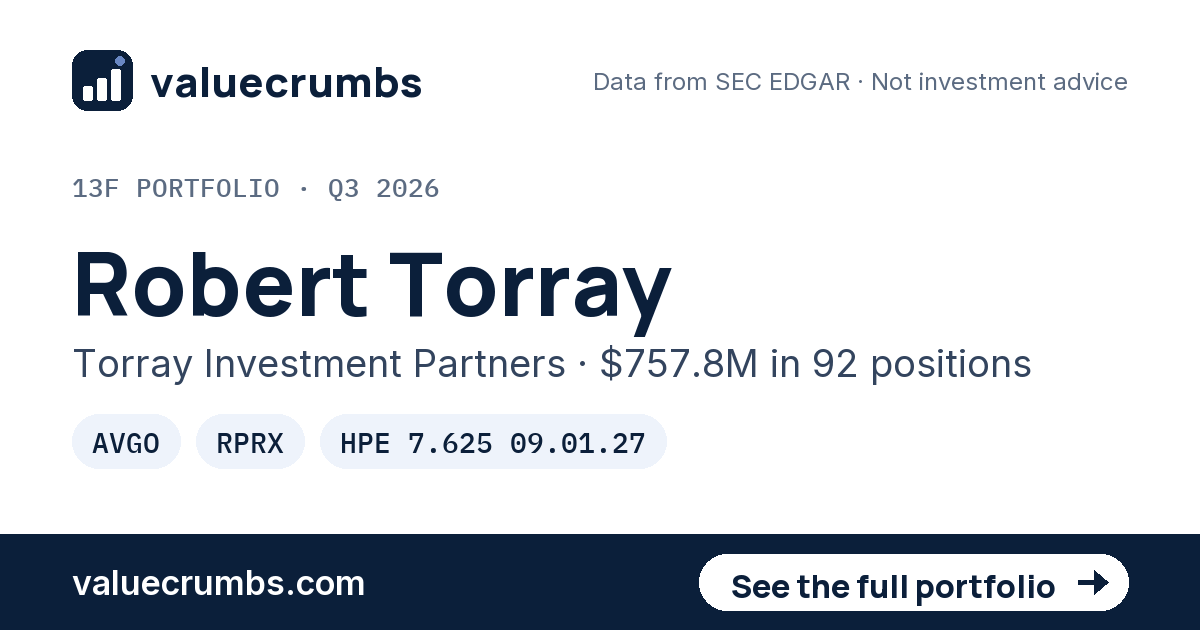 valuecrumbs
Data from SEC EDGAR · Not investment advice
13F PORTFOLIO · Q3 2026
Robert Torray
Torray Investment Partners · $757.8M in 92 positions
AVGO RPRX HPE 7.625 09.01.27
valuecrumbs.com
See the full portfolio →